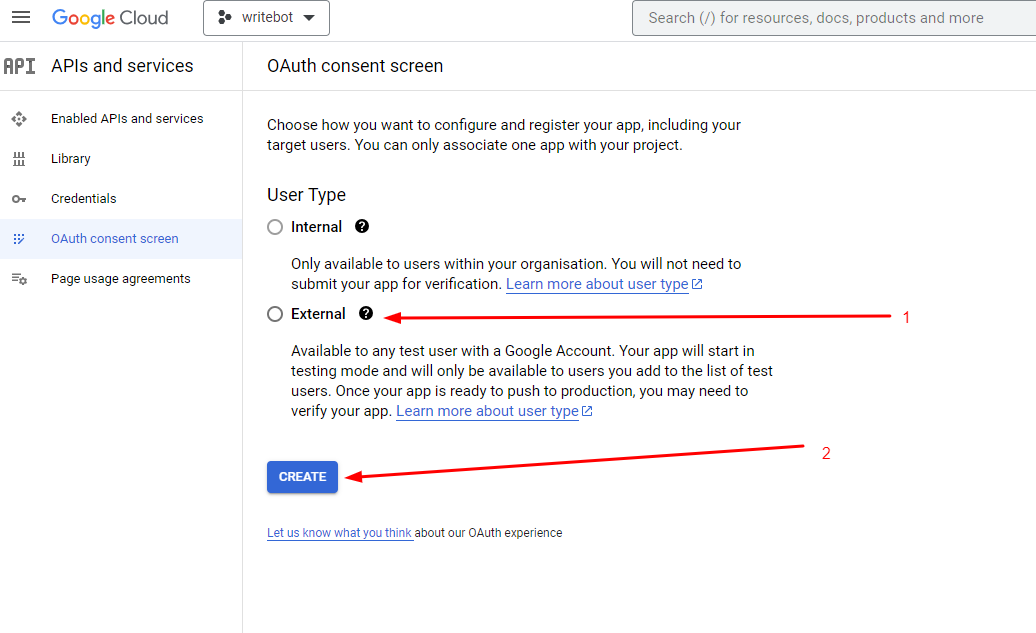 Google Cloud
writebot
Search (/) for resources, docs, products and more
API
APIs and services
OAuth consent screen
Enabled APIs and services
Library
Credentials
OAuth consent screen
Page usage agreements
Choose how you want to configure and register your app, including your
target users. You can only associate one app with your project.
User Type
Internal ?
Only available to users within your organisation. You will not need to
submit your app for verification. Learn more about user type
External ?
1
Available to any test user with a Google Account. Your app will start in
testing mode and will only be available to users you add to the list of test
users. Once your app is ready to push to production, you may need to
verify your app. Learn more about user type
CREATE
2
Let us know what you think about our OAuth experience